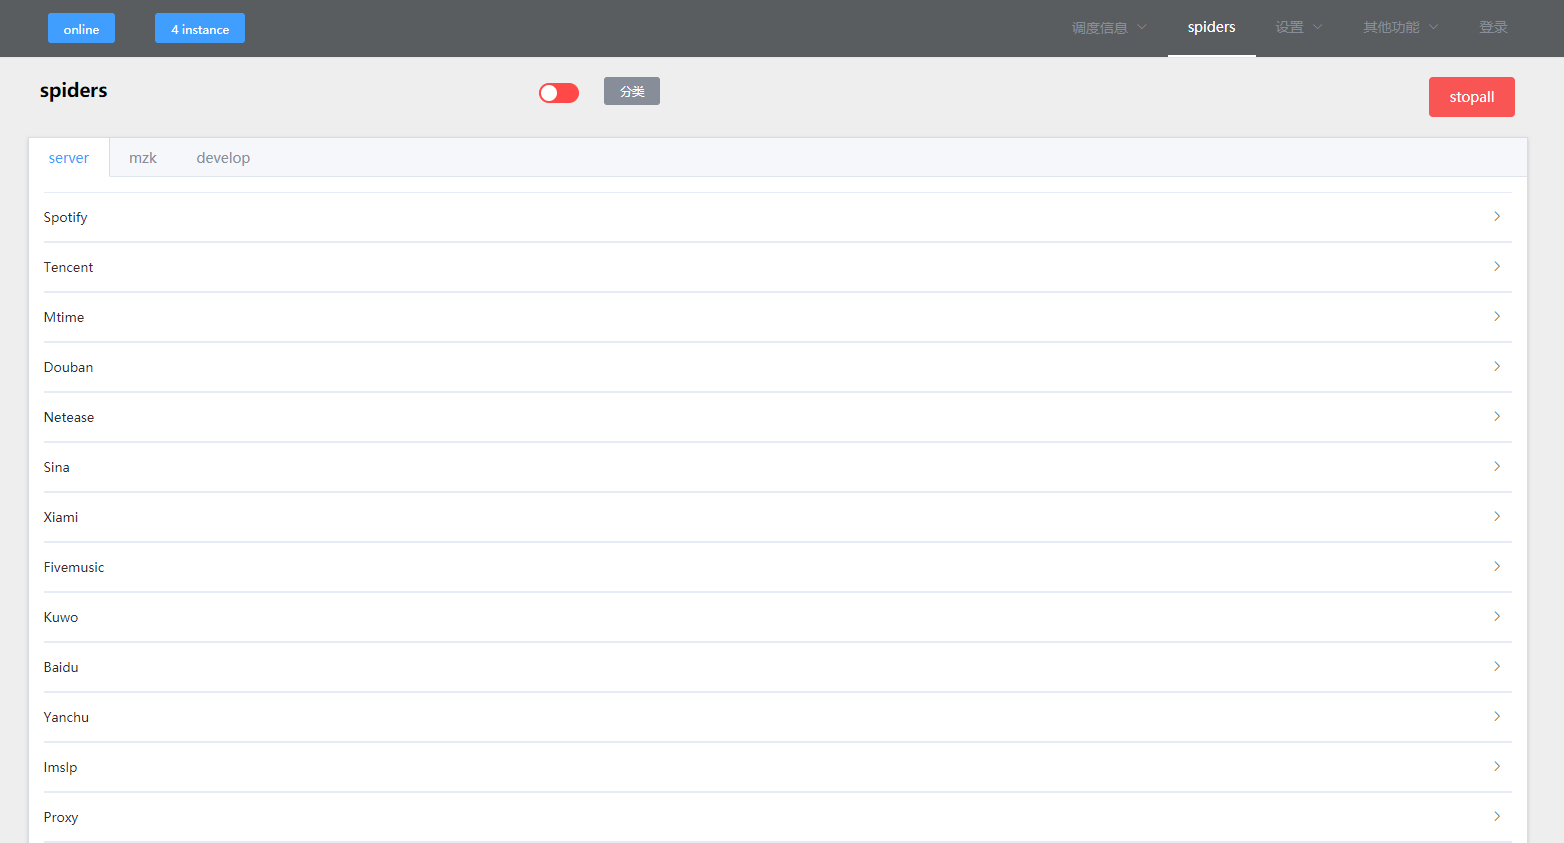 online 4 instance 调度信息 spiders 设置 其他功能 登录
spiders 分类 stopall
server mzk develop
Spotify
Tencent
Mtime
Douban
Netease
Sina
Xiami
Fivemusic
Kuwo
Baidu
Yanchu
Imslp
Proxy